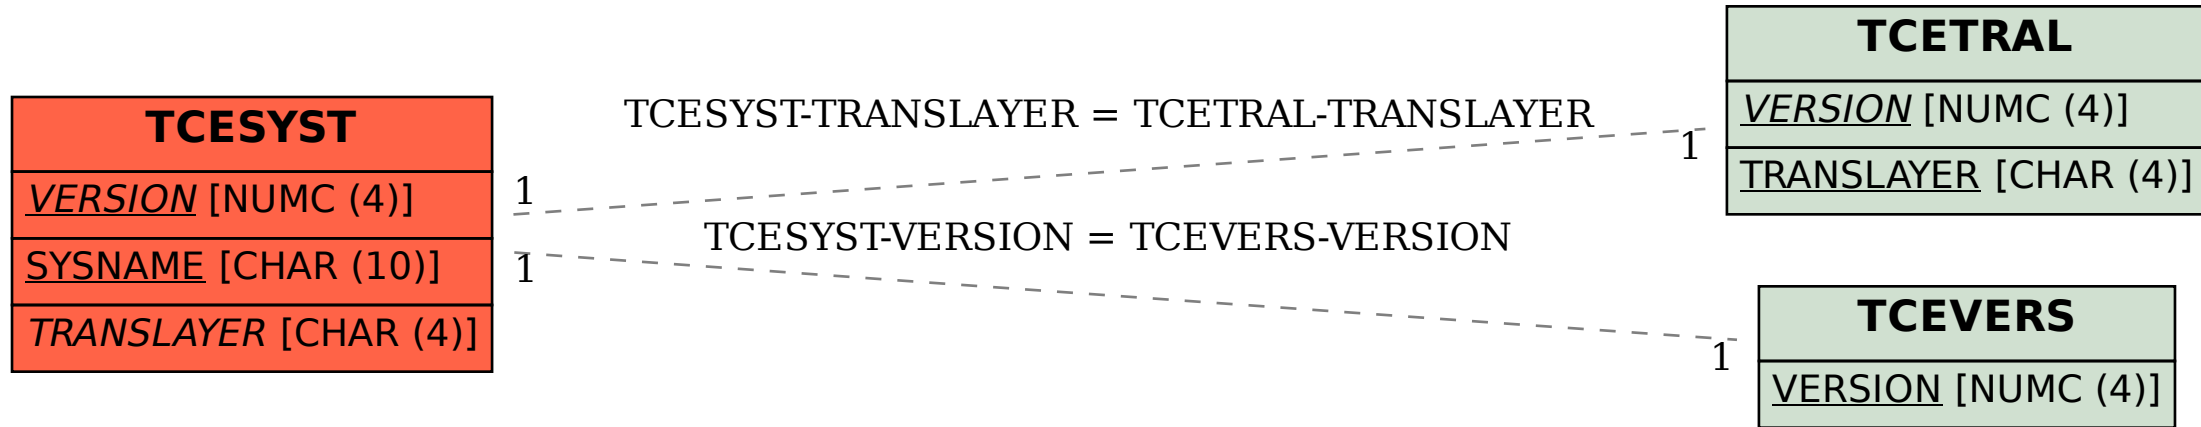 TCESYST
VERSION [NUMC (4)]
SYSNAME [CHAR (10)]
TRANSLAYER [CHAR (4)]
TCESYST-TRANSLAYER = TCETRAL-TRANSLAYER
1
1
TCESYST-VERSION = TCEVERS-VERSION
1
1
TCETRAL
VERSION [NUMC (4)]
TRANSLAYER [CHAR (4)]
TCEVERS
VERSION [NUMC (4)]